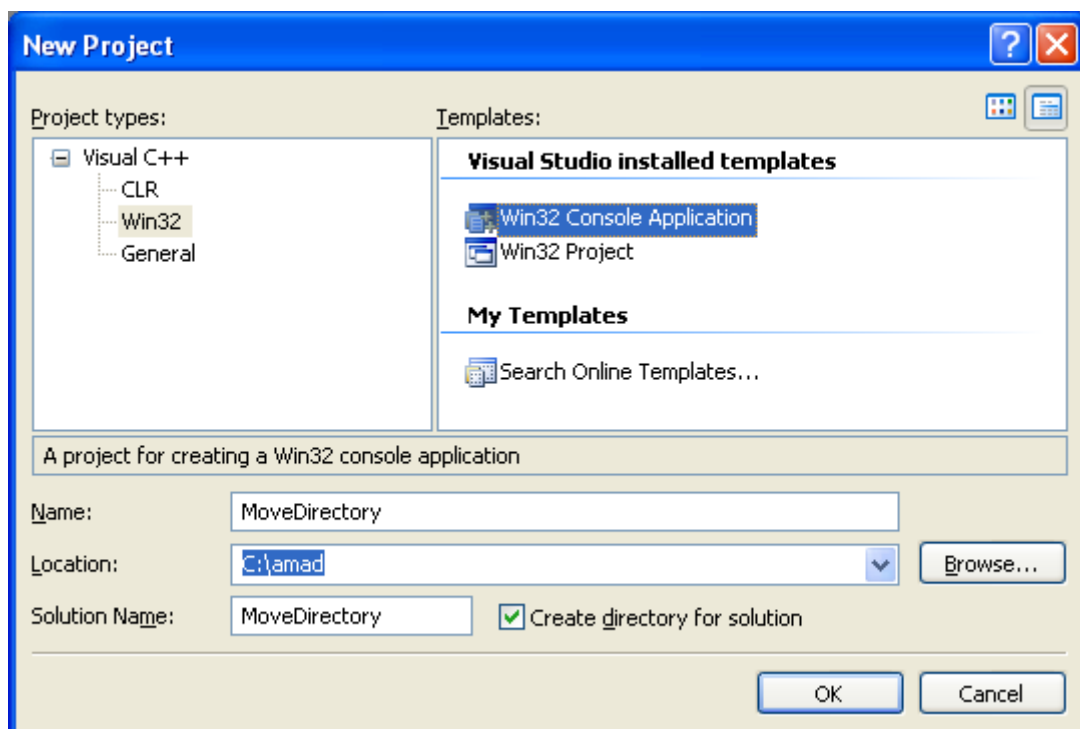 New Project
Project types:
Templates:
Visual C++
CLR
Win32
General
Visual Studio installed templates
Win32 Console Application
Win32 Project
My Templates
Search Online Templates...
A project for creating a Win32 console application
Name:
MoveDirectory
Location:
C:\amad
Browse...
Solution Name:
MoveDirectory
Create directory for solution
OK
Cancel